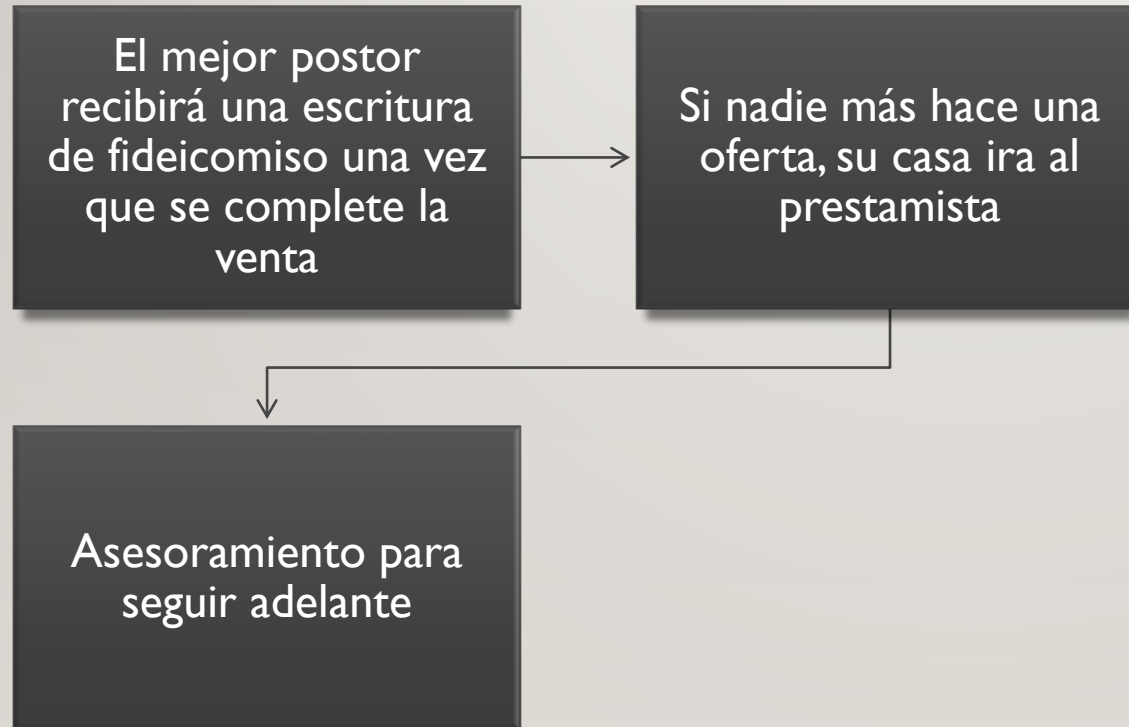 El mejor postor
recibirá una escritura
de fideicomiso una vez
que se complete la
venta
Si nadie más hace una
oferta, su casa ira al
prestamista
Asesoramiento para
seguir adelante